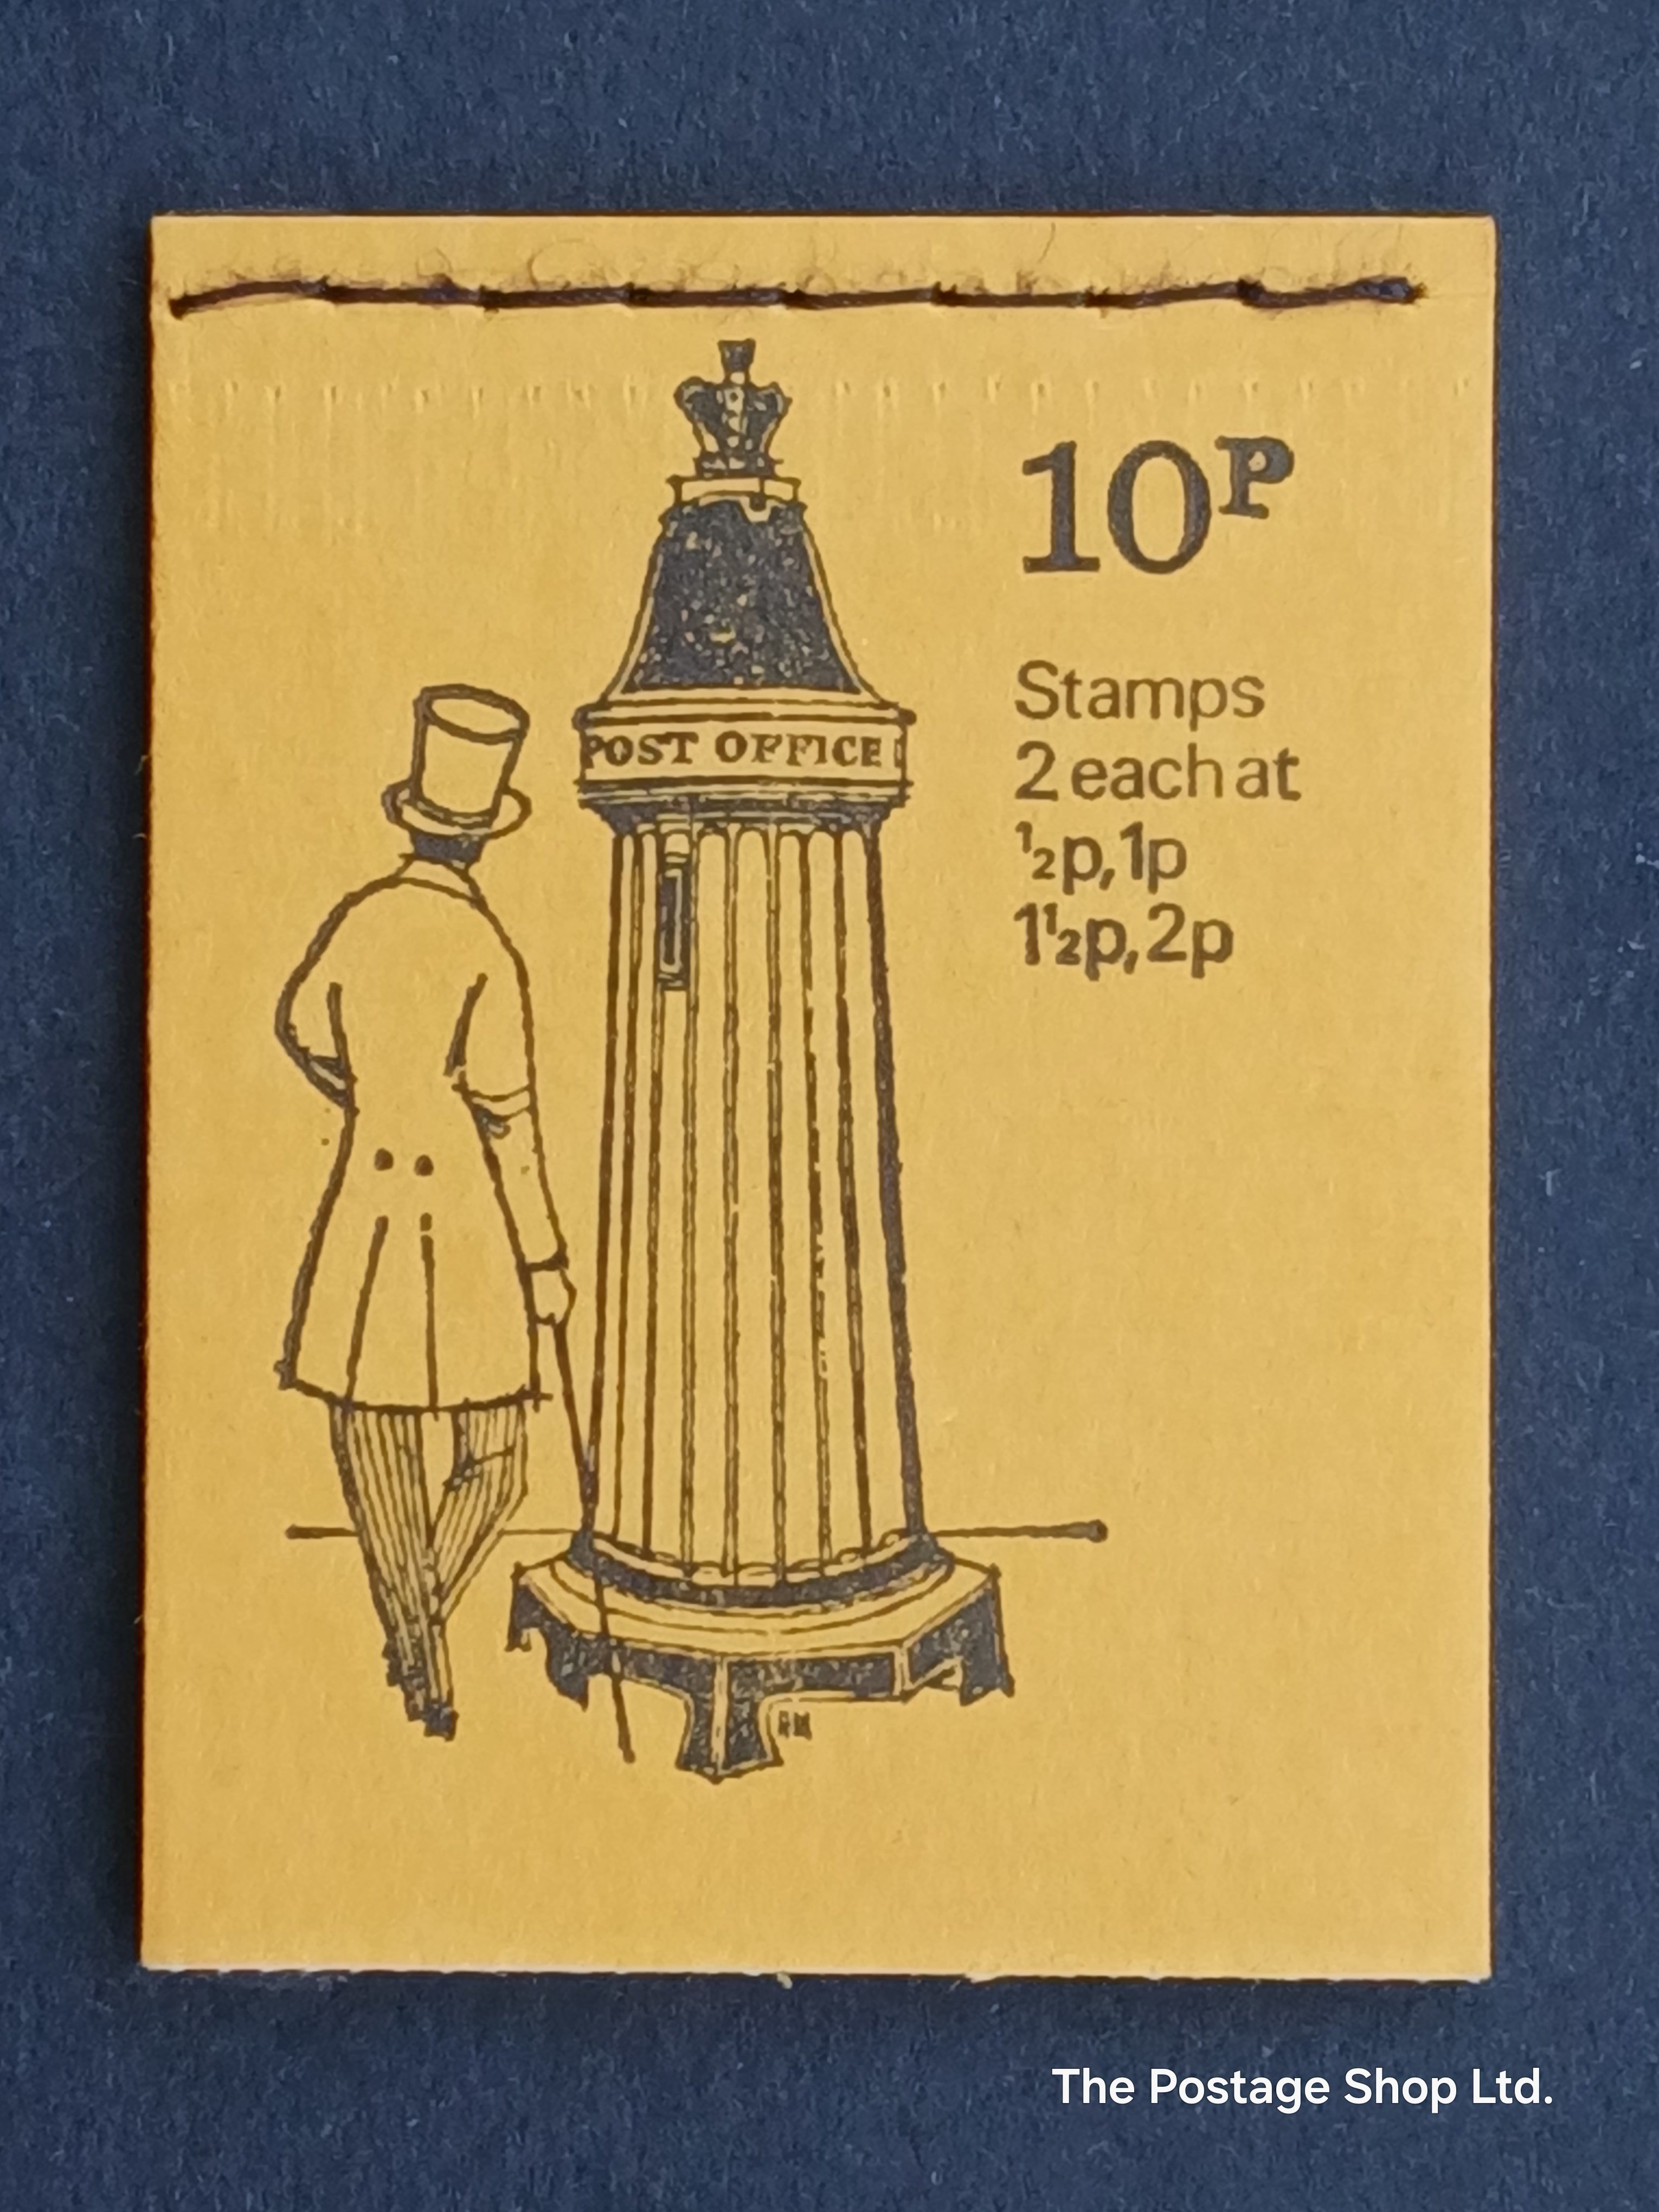 10P
POST OFFICE
Stamps
2 each at
½p, 1p
1½p, 2p
The Postage Shop Ltd.